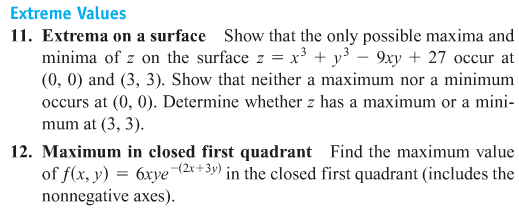 Extreme Values
11. Extrema on a surface Show that the only possible maxima and
minima of z on the surface z = x³ + y³ − 9xy + 27 occur at
(0, 0) and (3, 3). Show that neither a maximum nor a minimum
occurs at (0, 0). Determine whether z has a maximum or a mini-
mum at (3, 3).
12. Maximum in closed first quadrant Find the maximum value
of f(x, y) = 6xye^−(2x+3y) in the closed first quadrant (includes the
nonnegative axes).